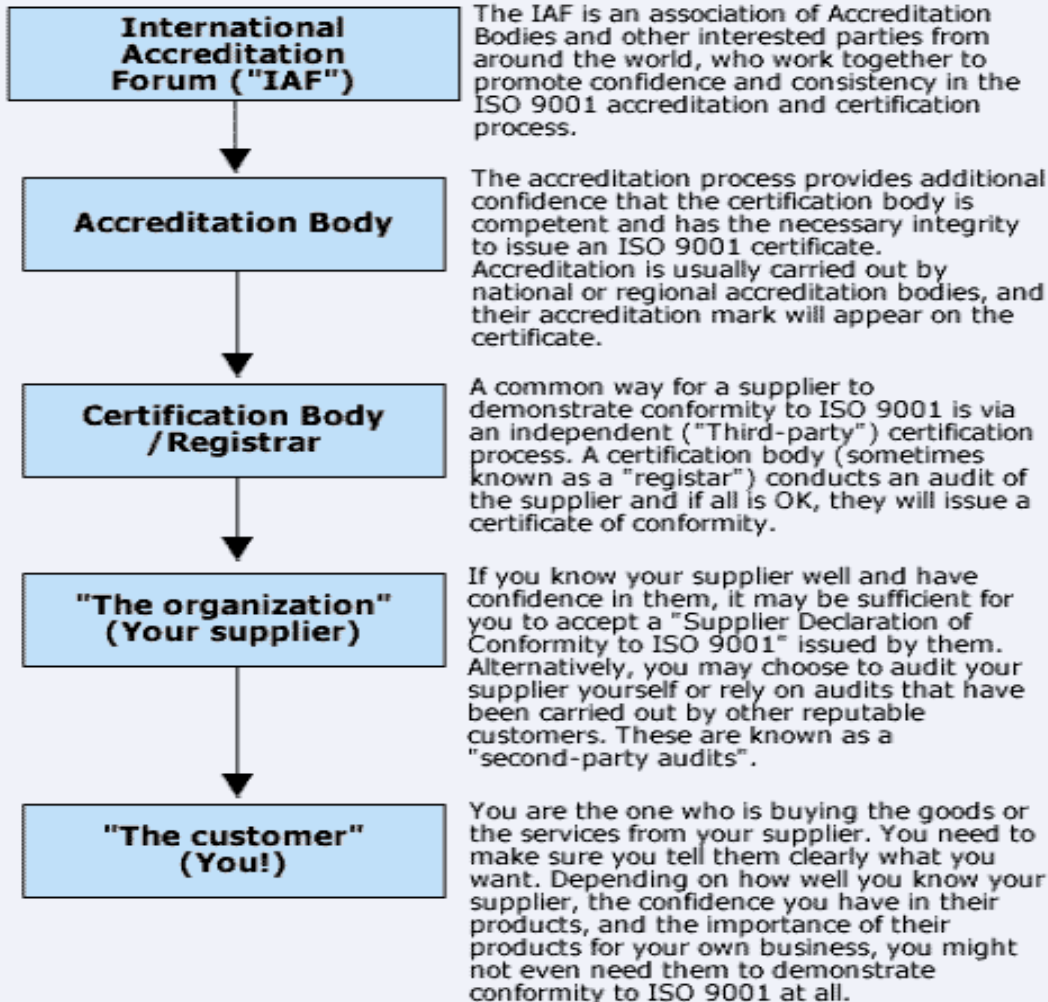 International
Accreditation
Forum ("IAF")
The IAF is an association of Accreditation
Bodies and other interested parties from
around the world, who work together to
promote confidence and consistency in the
ISO 9001 accreditation and certification
process.
Accreditation Body
The accreditation process provides additional
confidence that the certification body is
competent and has the necessary integrity
to issue an ISO 9001 certificate.
Accreditation is usually carried out by
national or regional accreditation bodies, and
their accreditation mark will appear on the
certificate.
Certification Body
/Registrar
A common way for a supplier to
demonstrate conformity to ISO 9001 is via
an independent ("Third-party") certification
process. A certification body (sometimes
known as a "registar") conducts an audit of
the supplier and if all is OK, they will issue a
certificate of conformity.
"The organization"
(Your supplier)
If you know your supplier well and have
confidence in them, it may be sufficient for
you to accept a "Supplier Declaration of
Conformity to ISO 9001" issued by them.
Alternatively, you may choose to audit your
supplier yourself or rely on audits that have
been carried out by other reputable
customers. These are known as a
"second-party audits".
"The customer"
(You!)
You are the one who is buying the goods or
the services from your supplier. You need to
make sure you tell them clearly what you
want. Depending on how well you know your
supplier, the confidence you have in their
products, and the importance of their
products for your own business, you might
not even need them to demonstrate
conformity to ISO 9001 at all.